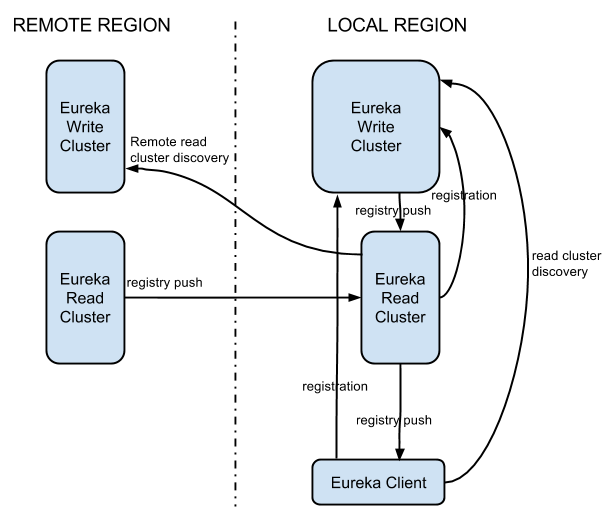 REMOTE REGION
LOCAL REGION
Eureka
Write
Cluster
Eureka
Write
Cluster
Remote read
cluster discovery
registration
registry push
Eureka
Read
Cluster
registry push
Eureka
Read
Cluster
read cluster
discovery
registration
registry push
Eureka Client